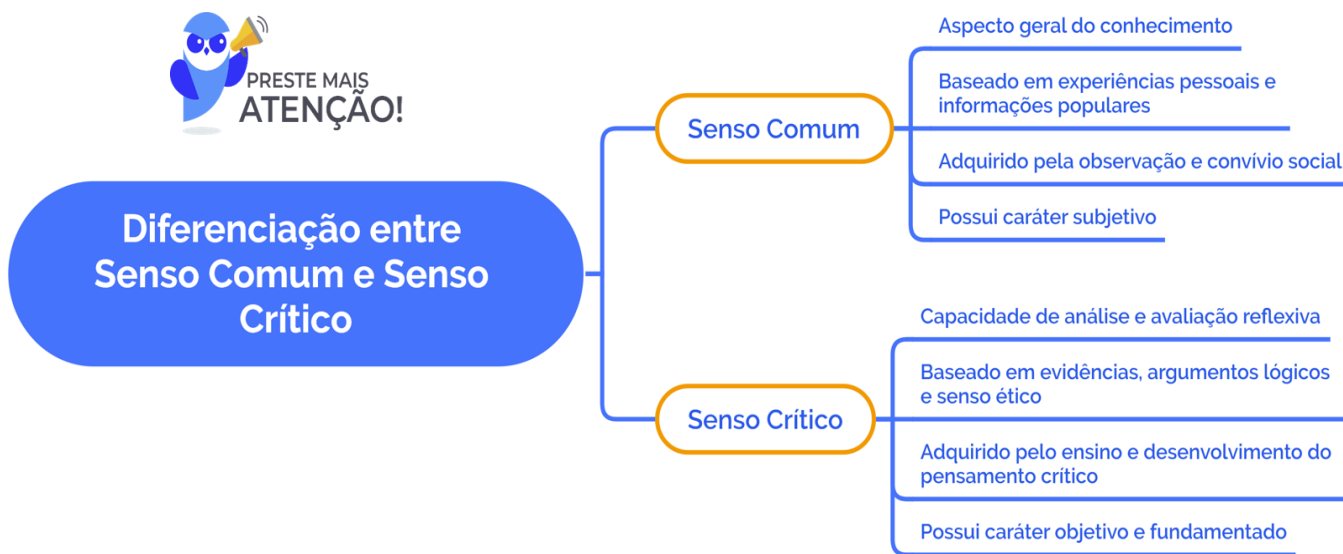 PRESTE MAIS
ATENÇÃO!
Diferenciação entre
Senso Comum e Senso
Crítico
Senso Comum
Aspecto geral do conhecimento
Baseado em experiências pessoais e
informações populares
Adquirido pela observação e convívio social
Possui caráter subjetivo
Senso Crítico
Capacidade de análise e avaliação reflexiva
Baseado em evidências, argumentos lógicos
e senso ético
Adquirido pelo ensino e desenvolvimento do
pensamento crítico
Possui caráter objetivo e fundamentado